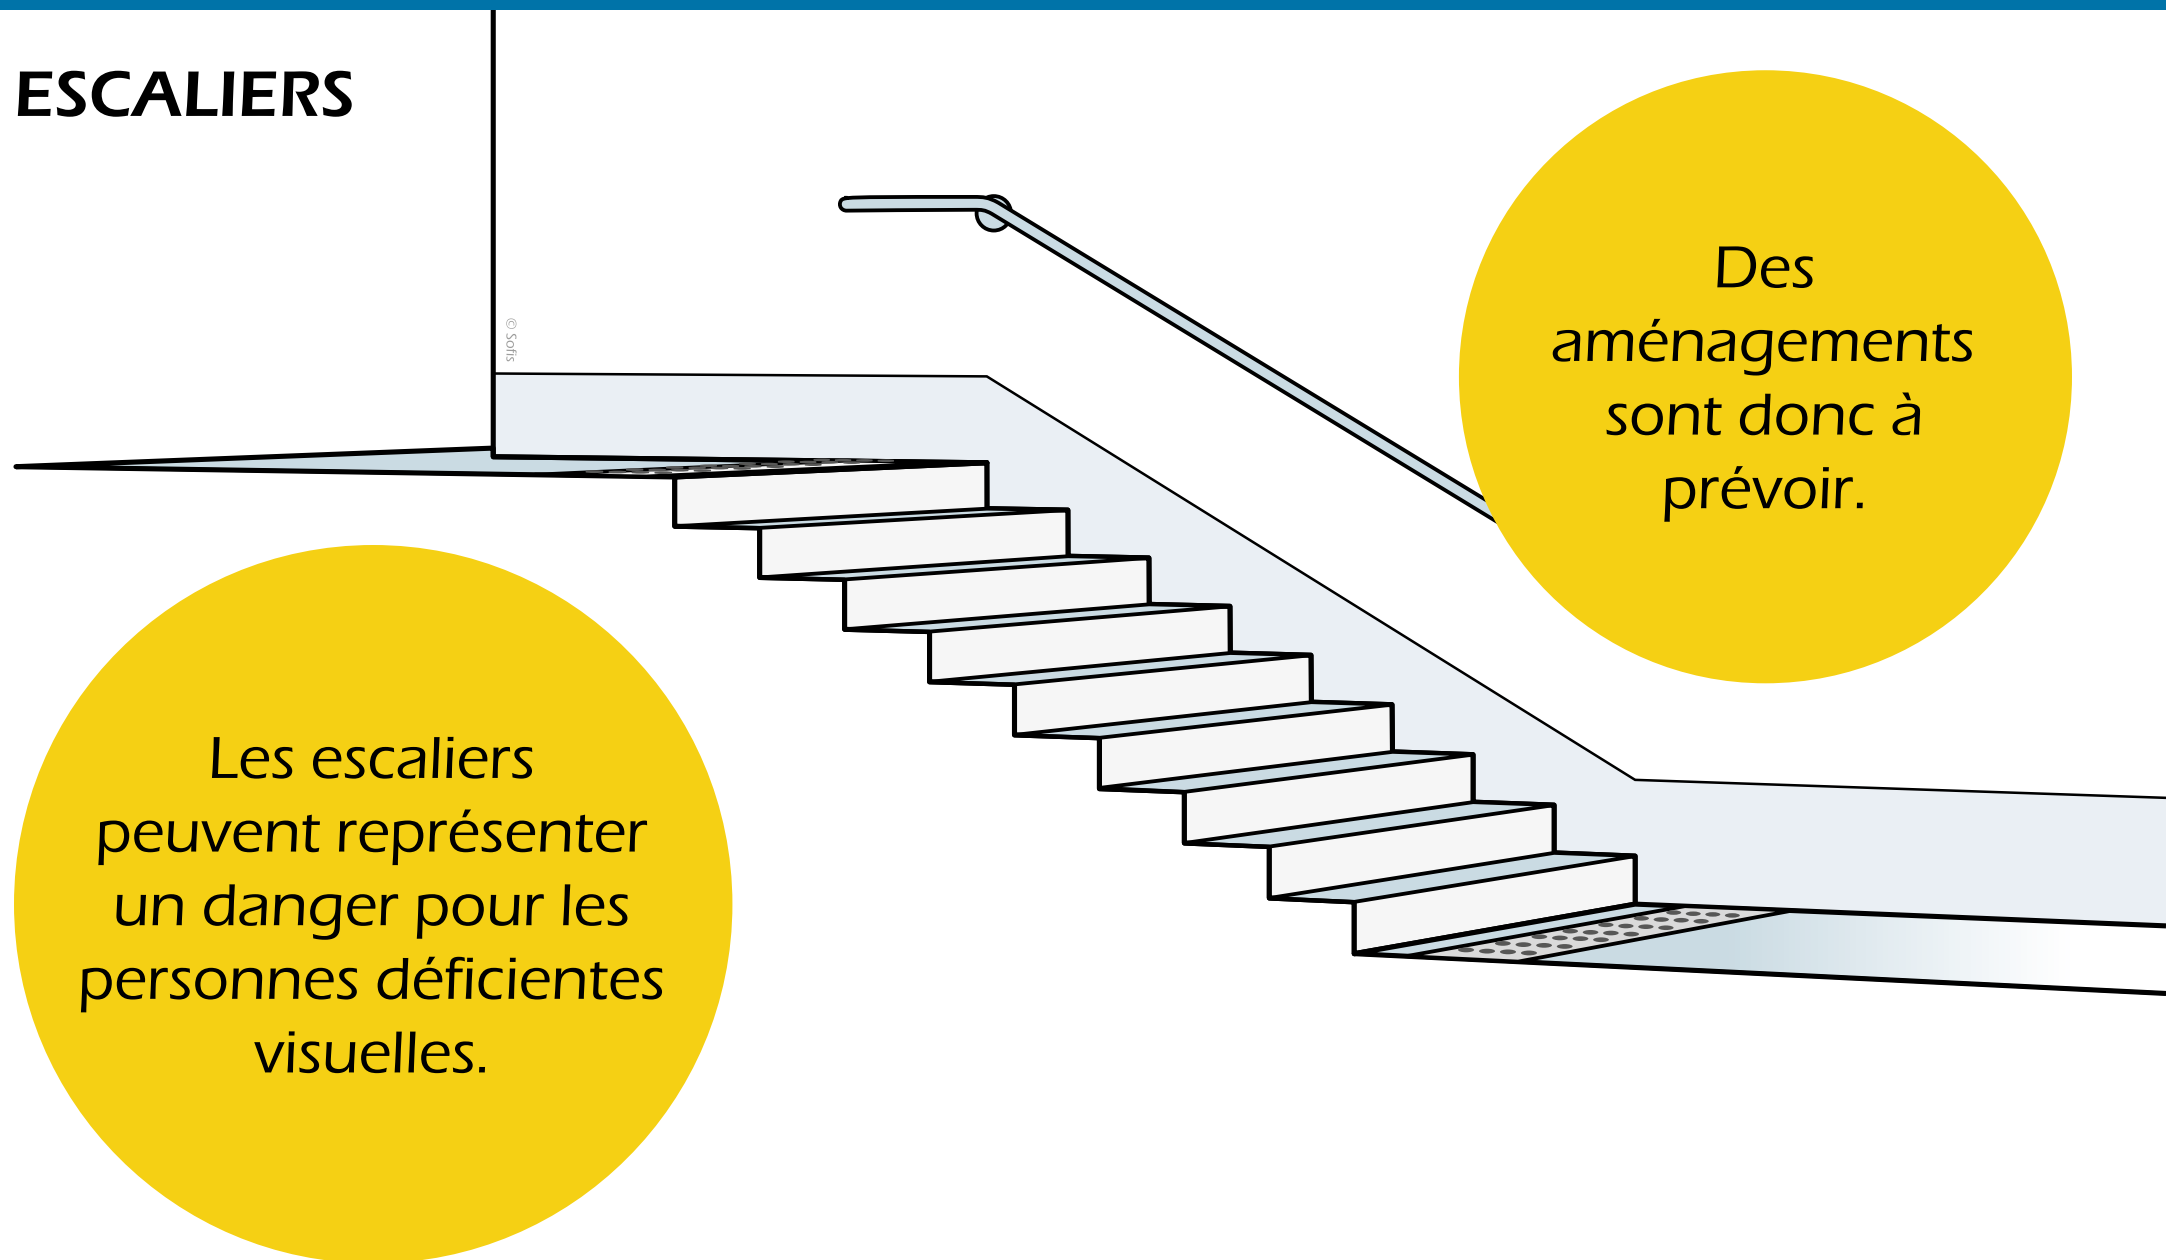 ESCALIERS
Des
aménagements
sont donc à
prévoir.
© Sofis
Les escaliers
peuvent représenter
un danger pour les
personnes déficientes
visuelles.